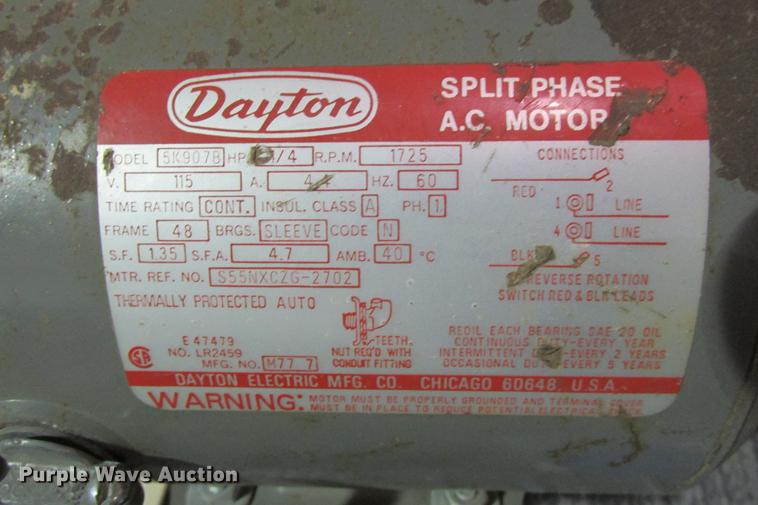 Dayton
SPLIT PHASE
A.C. MOTOR
MODEL 5K907B HP. 1/4 R.P.M. 1725
V. 115 A. 4.4 HZ. 60
TIME RATING CONT. INSUL. CLASS A PH. 1
FRAME 48 BRGS. SLEEVE CODE N
S.F. 1.35 S.F.A. 4.7 AMB. 40 °C
MTR. REF. NO. S55NXCZG-2702
THERMALLY PROTECTED AUTO
E 47479
NO. LR2459
MFG. NO. M77 7
TEETH
NUT REQ'D WITH
CONDUIT FITTING
CONNECTIONS
RED 2
1 LINE
4 LINE
BLK 5
REVERSE ROTATION
SWITCH RED & BLK LEADS
REOIL EACH BEARING SAE 20 OIL
CONTINUOUS DUTY-EVERY YEAR
INTERMITTENT DUTY-EVERY 2 YEARS
OCCASIONAL DUTY-EVERY 5 YEARS
DAYTON ELECTRIC MFG. CO. CHICAGO 60648, U.S.A.
WARNING: MOTOR MUST BE PROPERLY GROUNDED AND TERMINAL COVER
MUST BE IN PLACE TO REDUCE POTENTIAL ELECTRICAL SHOCK
Purple Wave Auction